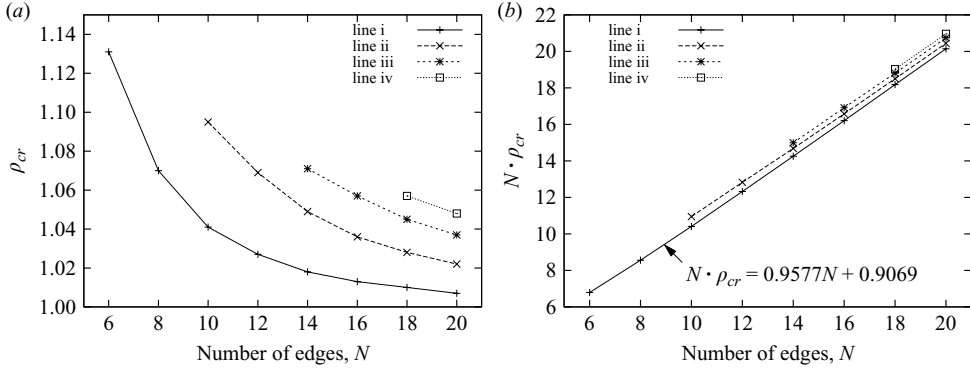 (a)
1.14
1.12
1.10
1.08
1.06
1.04
1.02
1.00
ρcr
line i
line ii
line iii
line iv
6 8 10 12 14 16 18 20
Number of edges, N
(b)
22
20
18
16
14
12
10
8
6
N • ρcr
line i
line ii
line iii
line iv
N • ρcr = 0.9577N + 0.9069
6 8 10 12 14 16 18 20
Number of edges, N